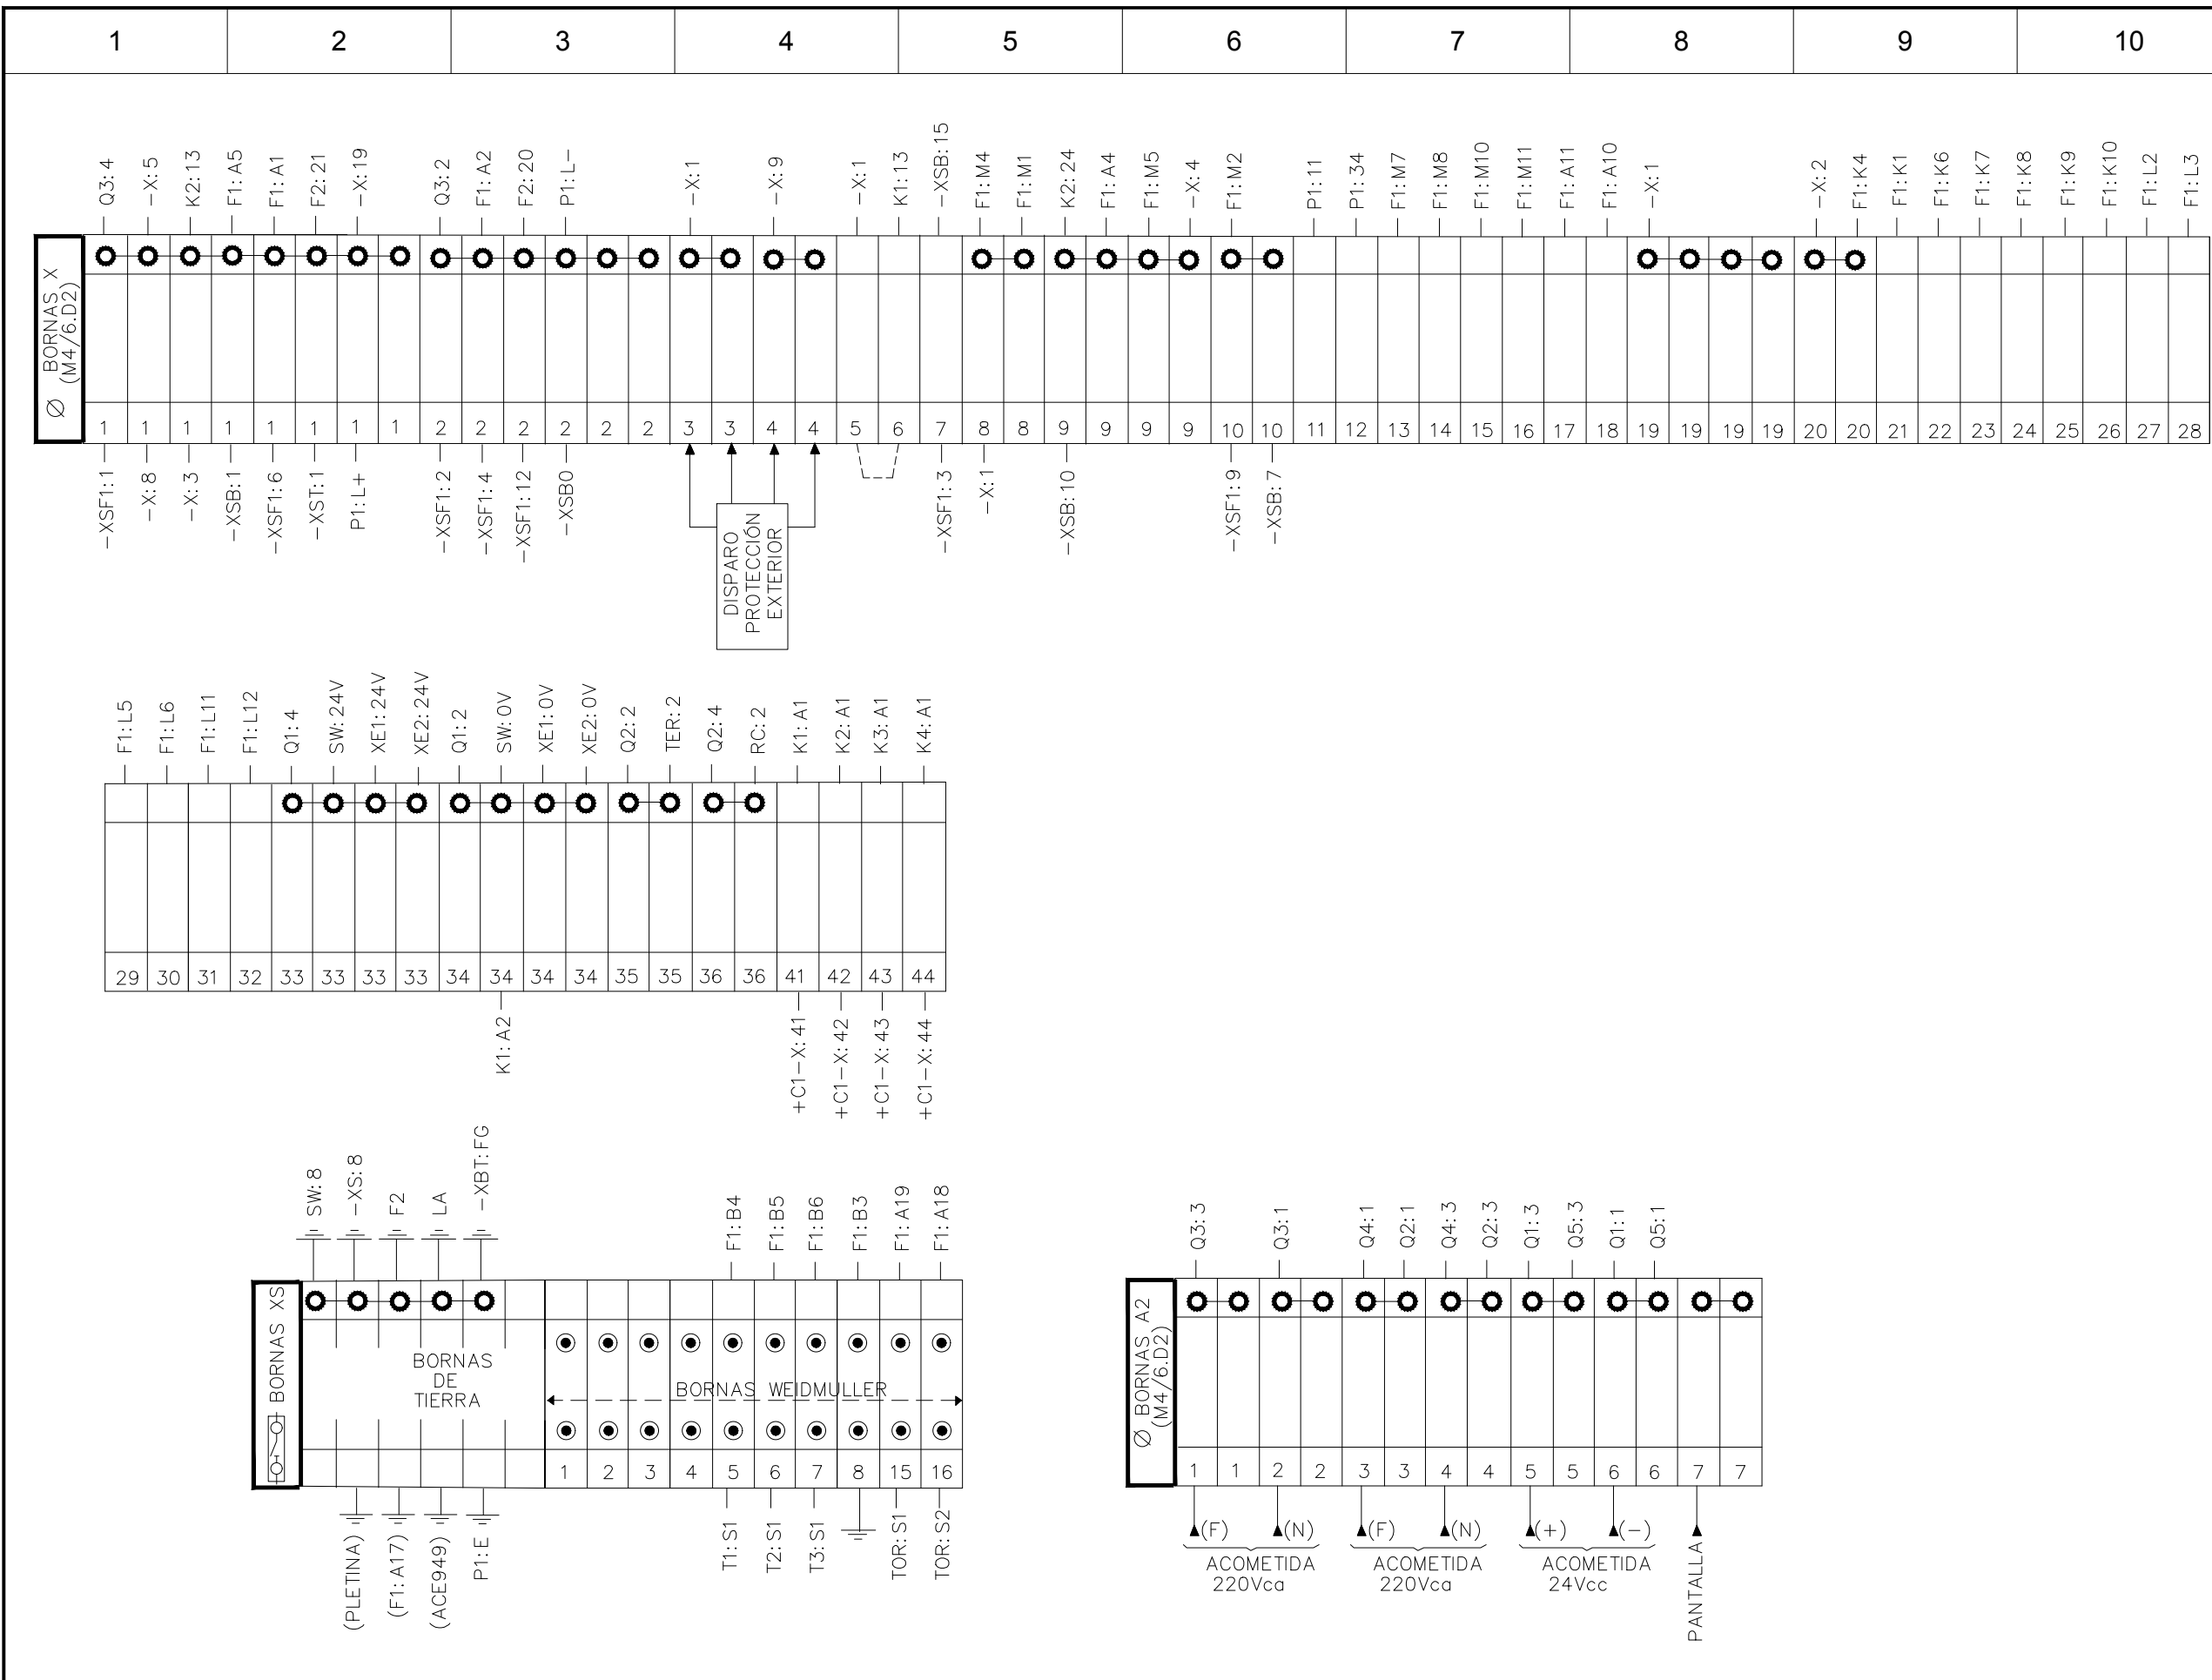 1 2 3 4 5 6 7 8 9 10
Q3:4
-X:5
K2:13
F1:A5
F1:A1
F2:21
-X:19
Q3:2
F1:A2
F2:20
P1:L-
-X:1
-X:9
-X:1
K1:13
-XSB:15
F1:M4
F1:M1
K2:24
F1:A4
F1:M5
-X:4
F1:M2
P1:11
P1:34
F1:M7
F1:M8
F1:M10
F1:M11
F1:A11
F1:A10
-X:1
-X:2
F1:K4
F1:K1
F1:K6
F1:K7
F1:K8
F1:K9
F1:K10
F1:L2
F1:L3
Ø BORNAS X
(M4/6.D2)
1 1 1 1 1 1 1 1 2 2 2 2 2 2 3 3 4 4 5 6 7 8 8 9 9 9 9 10 10 11 12 13 14 15 16 17 18 19 19 19 19 20 20 21 22 23 24 25 26 27 28
-XSF1:1
-X:8
-X:3
-XSB:1
-XSF1:6
-XST:1
P1:L+
-XSF1:2
-XSF1:4
-XSF1:12
-XSB0
DISPARO
PROTECCIÓN
EXTERIOR
-XSF1:3
-X:1
-XSB:10
-XSF1:9
-XSB:7
F1:L5
F1:L6
F1:L11
F1:L12
Q1:4
SW:24V
XE1:24V
XE2:24V
Q1:2
SW:0V
XE1:0V
XE2:0V
Q2:2
TER:2
Q2:4
RC:2
K1:A1
K2:A1
K3:A1
K4:A1
29 30 31 32 33 33 33 33 34 34 34 34 35 35 36 36 41 42 43 44
K1:A2
+C1-X:41
+C1-X:42
+C1-X:43
+C1-X:44
SW:8
-XS:8
F2
LA
-XBT:FG
F1:B4
F1:B5
F1:B6
F1:B3
F1:A19
F1:A18
BORNAS XS
BORNAS
DE
TIERRA
BORNAS WEIDMULLER
1 2 3 4 5 6 7 8 15 16
(PLETINA)
(F1:A17)
(ACE949)
P1:E
T1:S1
T2:S1
T3:S1
TOR:S1
TOR:S2
Q3:3
Q3:1
Q4:1
Q2:1
Q4:3
Q2:3
Q1:3
Q5:3
Q1:1
Q5:1
Ø BORNAS A2
(M4/6.D2)
1 1 2 2 3 3 4 4 5 5 6 6 7 7
(F) (N) (F) (N) (+) (-)
ACOMETIDA
220Vca
ACOMETIDA
220Vca
ACOMETIDA
24Vcc
PANTALLA